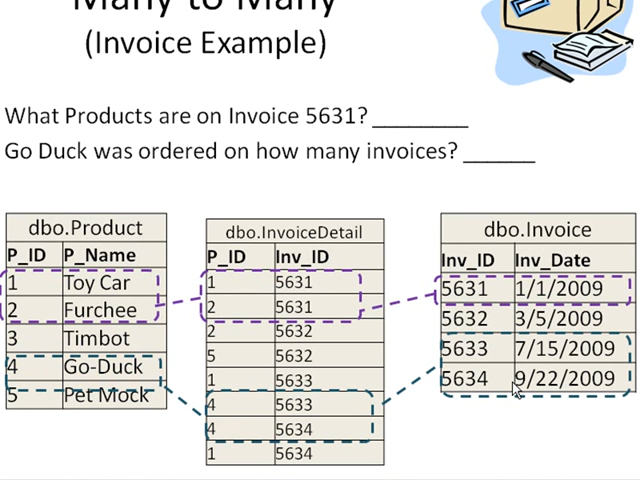 Many to Many
(Invoice Example)
What Products are on Invoice 5631? ________
Go Duck was ordered on how many invoices? ______
dbo.Product
P_ID P_Name
1 Toy Car
2 Furchee
3 Timbot
4 Go-Duck
5 Pet Mock
dbo.InvoiceDetail
P_ID Inv_ID
1 5631
2 5631
2 5632
5 5632
1 5633
4 5633
4 5634
1 5634
dbo.Invoice
Inv_ID Inv_Date
5631 1/1/2009
5632 3/5/2009
5633 7/15/2009
5634 9/22/2009